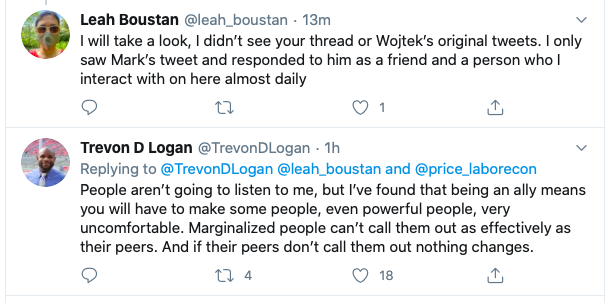 Leah Boustan @leah_boustan · 13m
I will take a look, I didn’t see your thread or Wojtek’s original tweets. I only
saw Mark’s tweet and responded to him as a friend and a person who I
interact with on here almost daily
1
Trevon D Logan @TrevonDLogan · 1h
Replying to @TrevonDLogan @leah_boustan and @price_laborecon
People aren’t going to listen to me, but I’ve found that being an ally means
you will have to make some people, even powerful people, very
uncomfortable. Marginalized people can’t call them out as effectively as
their peers. And if their peers don’t call them out nothing changes.
4 18